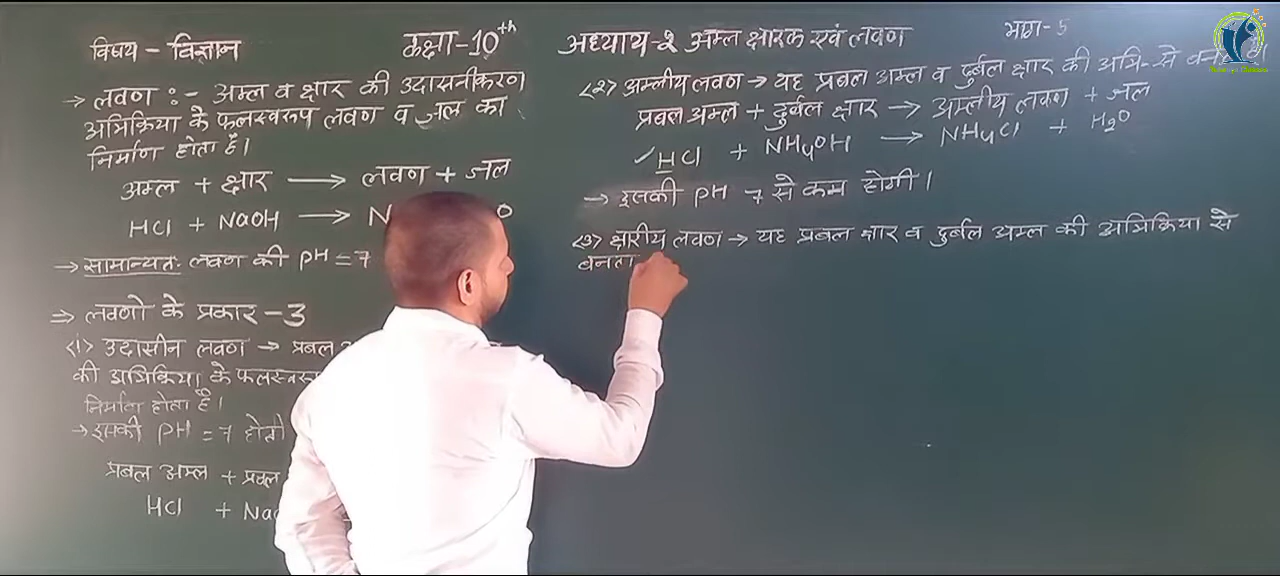 विषय - विज्ञान कक्षा-10th अध्याय-2 अम्ल क्षारक एवं लवण भाग-5
→ लवण :- अम्ल व क्षार की उदासनीकरण
अभिक्रिया के फलस्वरूप लवण व जल का
निर्माण होता है।
अम्ल + क्षार → लवण + जल
HCl + NaOH → N
→ सामान्यतः लवण की PH = 7
⇒ लवणो के प्रकार - 3
(1) उदासीन लवण → प्रबल
की अभिक्रिया के फलस्वरू
निर्माण होता है।
→ इसकी PH = 7 होती
प्रबल अम्ल + प्रबल
HCl + Na
(2) अम्लीय लवण → यह प्रबल अम्ल व दुर्बल क्षार की अभि- से
प्रबल अम्ल + दुर्बल क्षार → अम्लीय लवण + जल
✓ HCl + NH4OH → NH4Cl + H2O
→ इसकी PH 7 से कम होगी।
(3) क्षारीय लवण → यह प्रबल क्षार व दुर्बल अम्ल की अभिक्रिया से
बनता